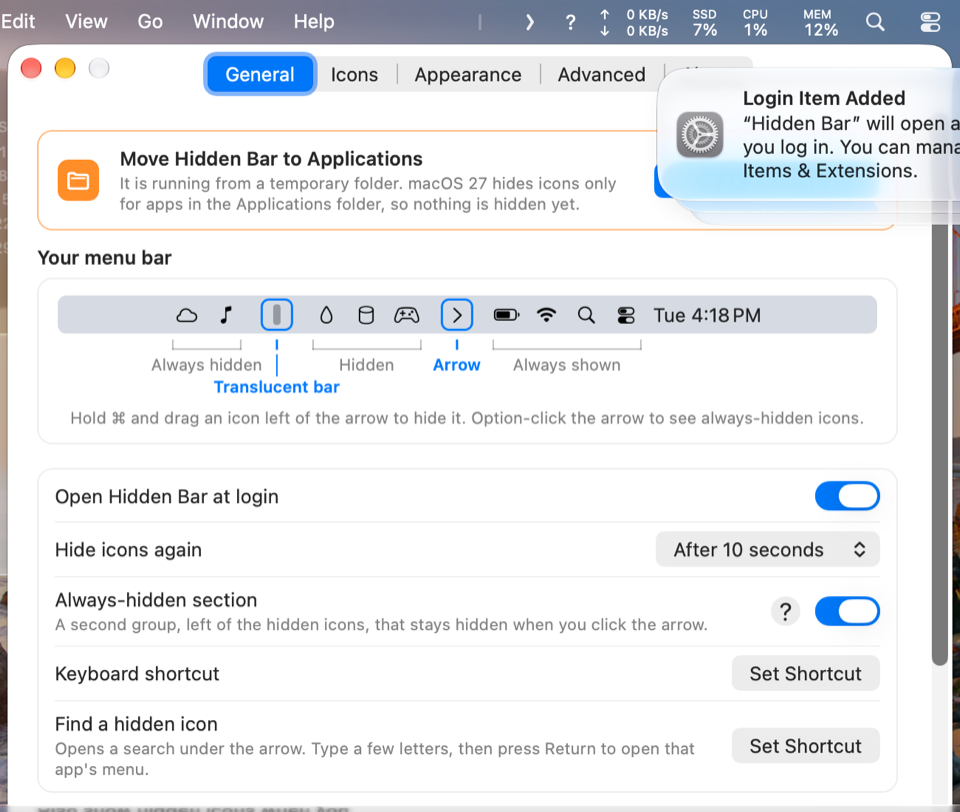 Edit View Go Window Help ? 0 KB/s 0 KB/s SSD 7% CPU 1% MEM 12%
General Icons Appearance Advanced
Login Item Added
“Hidden Bar” will open a
you log in. You can mana
Items & Extensions.
Move Hidden Bar to Applications
It is running from a temporary folder. macOS 27 hides icons only
for apps in the Applications folder, so nothing is hidden yet.
Your menu bar
Tue 4:18 PM
Always hidden Hidden Arrow Always shown
Translucent bar
Hold ⌘ and drag an icon left of the arrow to hide it. Option-click the arrow to see always-hidden icons.
Open Hidden Bar at login
Hide icons again After 10 seconds
Always-hidden section ?
A second group, left of the hidden icons, that stays hidden when you click the arrow.
Keyboard shortcut Set Shortcut
Find a hidden icon
Opens a search under the arrow. Type a few letters, then press Return to open that
app's menu.
Set Shortcut